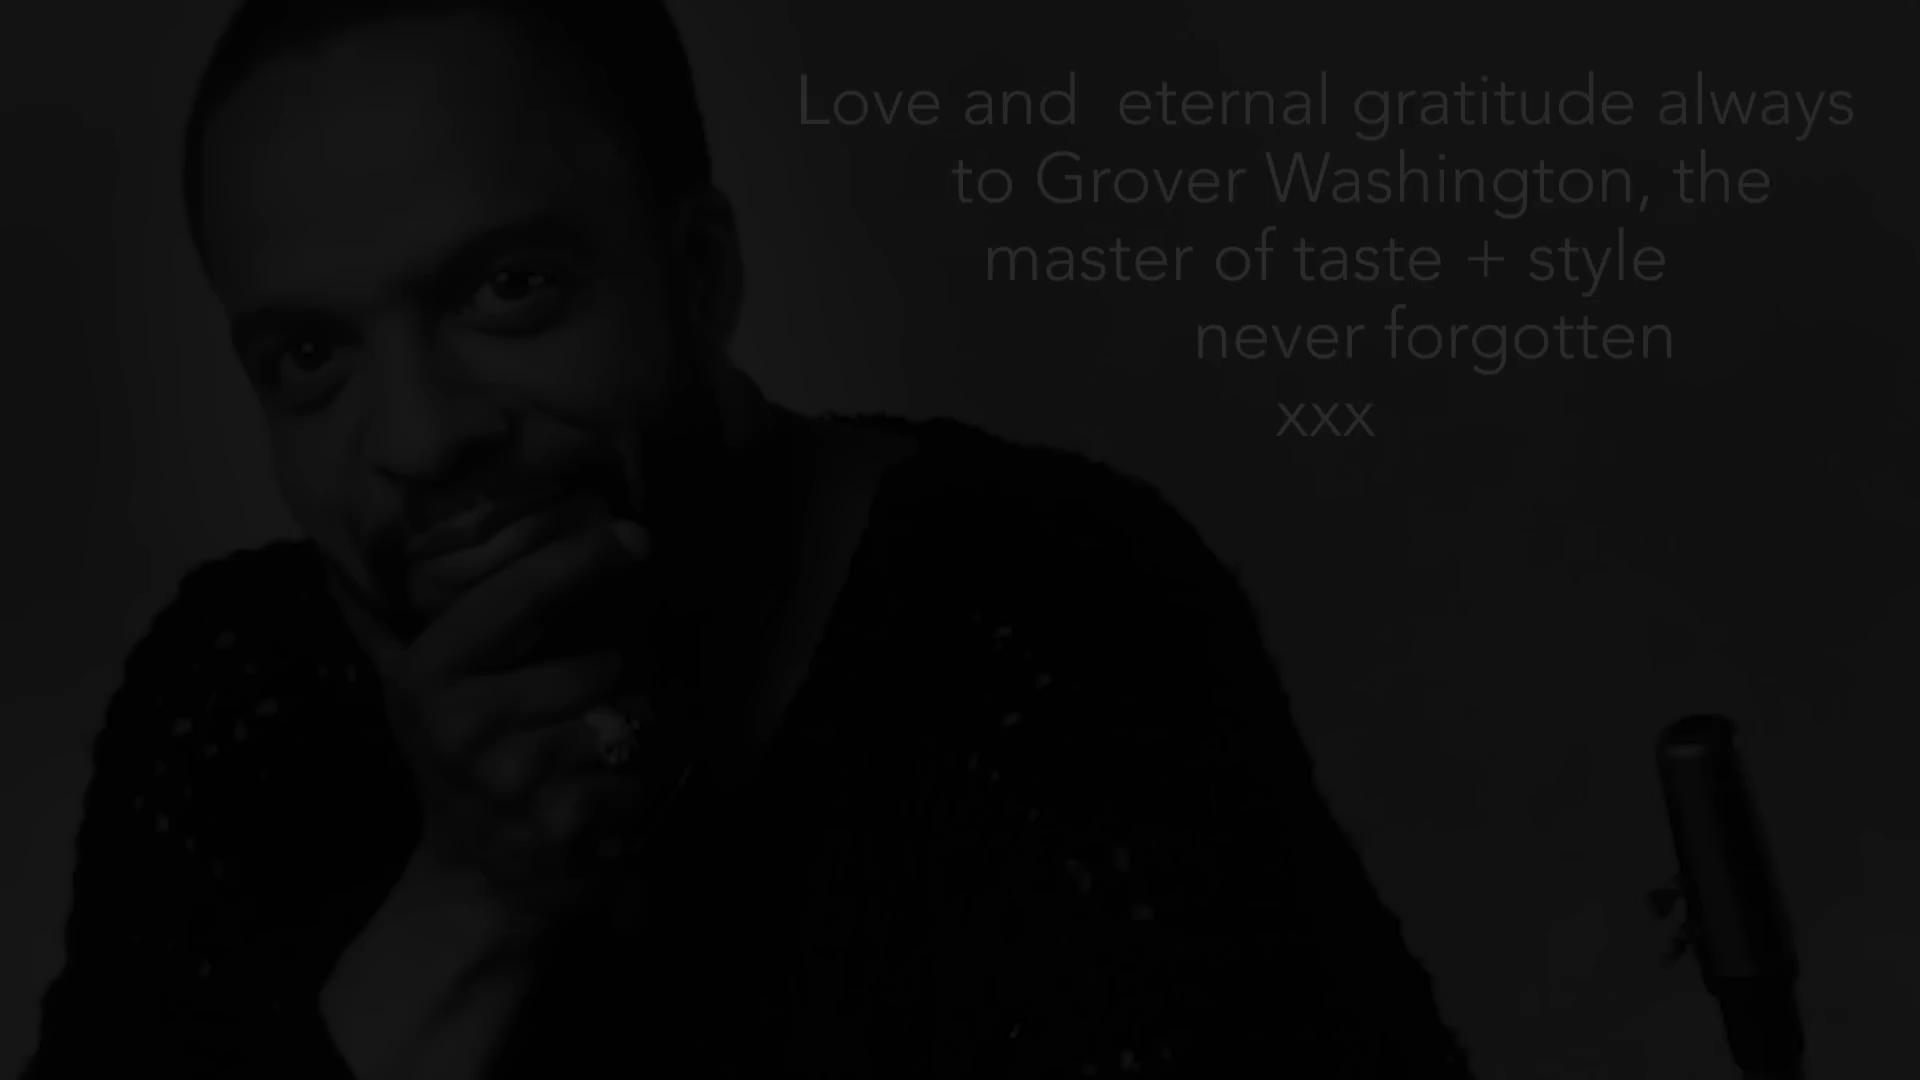 Love and  eternal gratitude always
to Grover Washington, the
master of taste + style
never forgotten
xxx